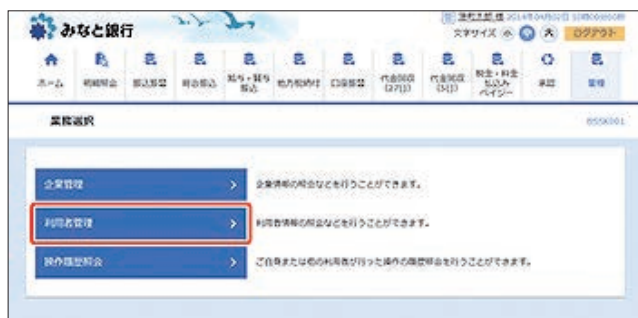 みなと銀行
文字サイズ 小 中 大 ログアウト
ホーム 明細照会 振込振替 総合振込 給与・賞与振込 地方税納付 口座振替 代金回収 代金回収 税金・料金払込みペイジー 承認 管理
業務選択 BSSK001
企業管理 企業情報の照会などを行うことができます。
利用者管理 利用者情報の照会などを行うことができます。
操作履歴照会 ご自身または他の利用者が行った操作の履歴照会を行うことができます。